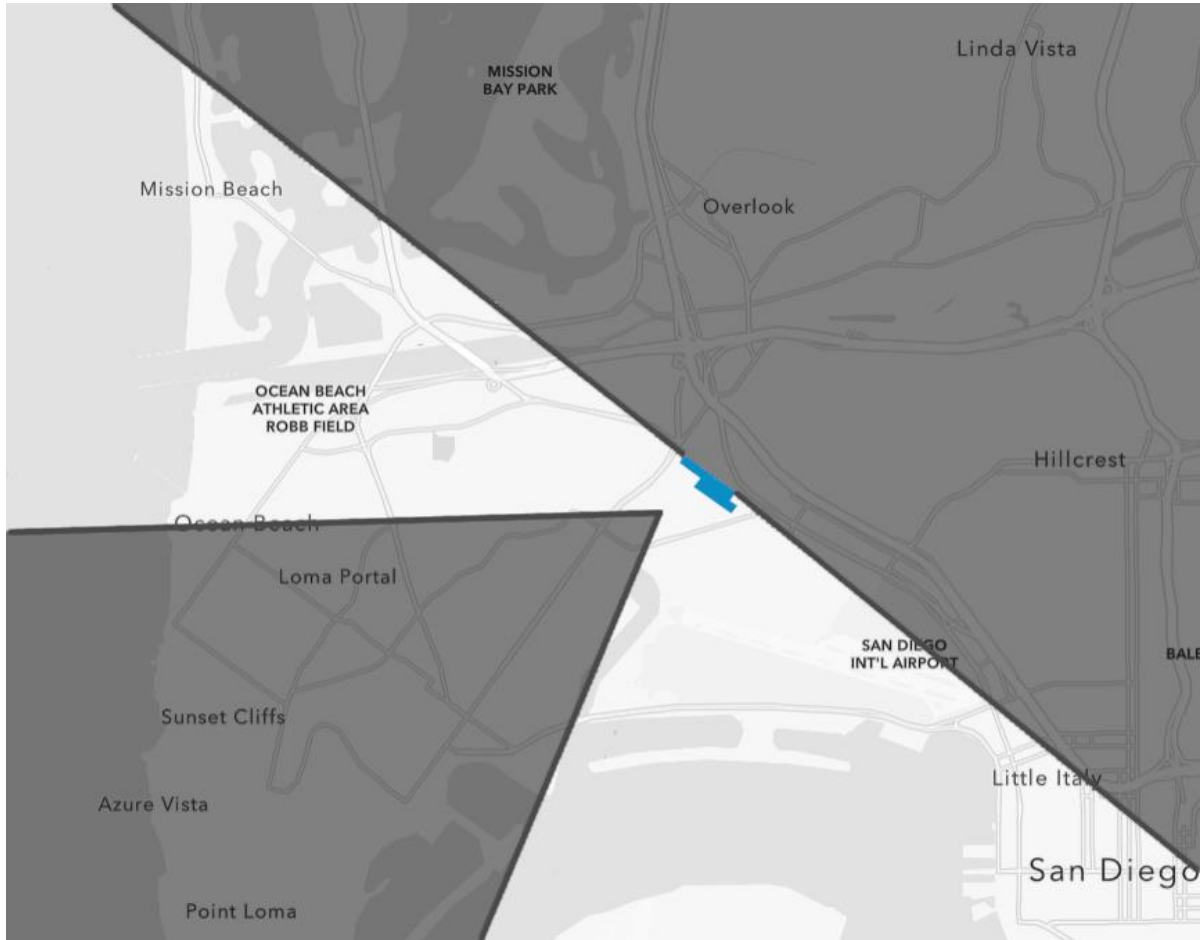 Linda Vista
MISSION
BAY PARK
Mission Beach
Overlook
OCEAN BEACH
ATHLETIC AREA
ROBB FIELD
Hillcrest
Ocean Beach
Loma Portal
SAN DIEGO
INT'L AIRPORT
BALB
Sunset Cliffs
Little Italy
Azure Vista
San Diego
Point Loma